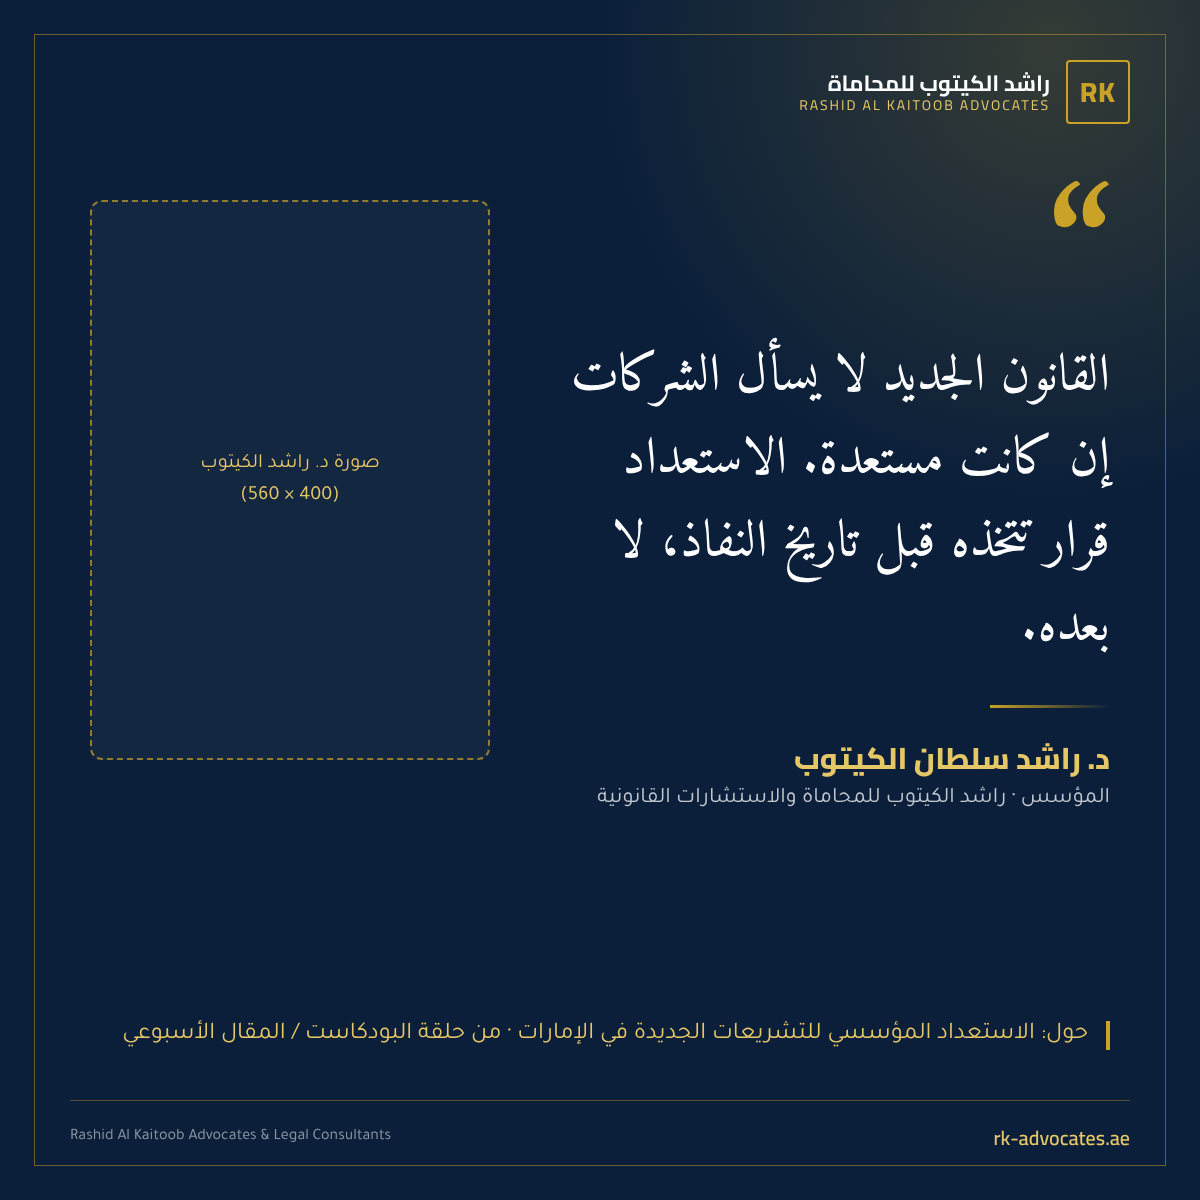 راشد الكيتوب للمحاماة
RASHID AL KAITOOB ADVOCATES
RK
“
القانون الجديد لا يسأل الشركات
إن كانت مستعدة. الاستعداد
قرار تتخذه قبل تاريخ النفاذ، لا
بعده.
د. راشد سلطان الكيتوب
المؤسس · راشد الكيتوب للمحاماة والاستشارات القانونية
صورة د. راشد الكيتوب
(560 × 400)
حول: الاستعداد المؤسسي للتشريعات الجديدة في الإمارات · من حلقة البودكاست / المقال الأسبوعي
rk-advocates.ae
Rashid Al Kaitoob Advocates & Legal Consultants